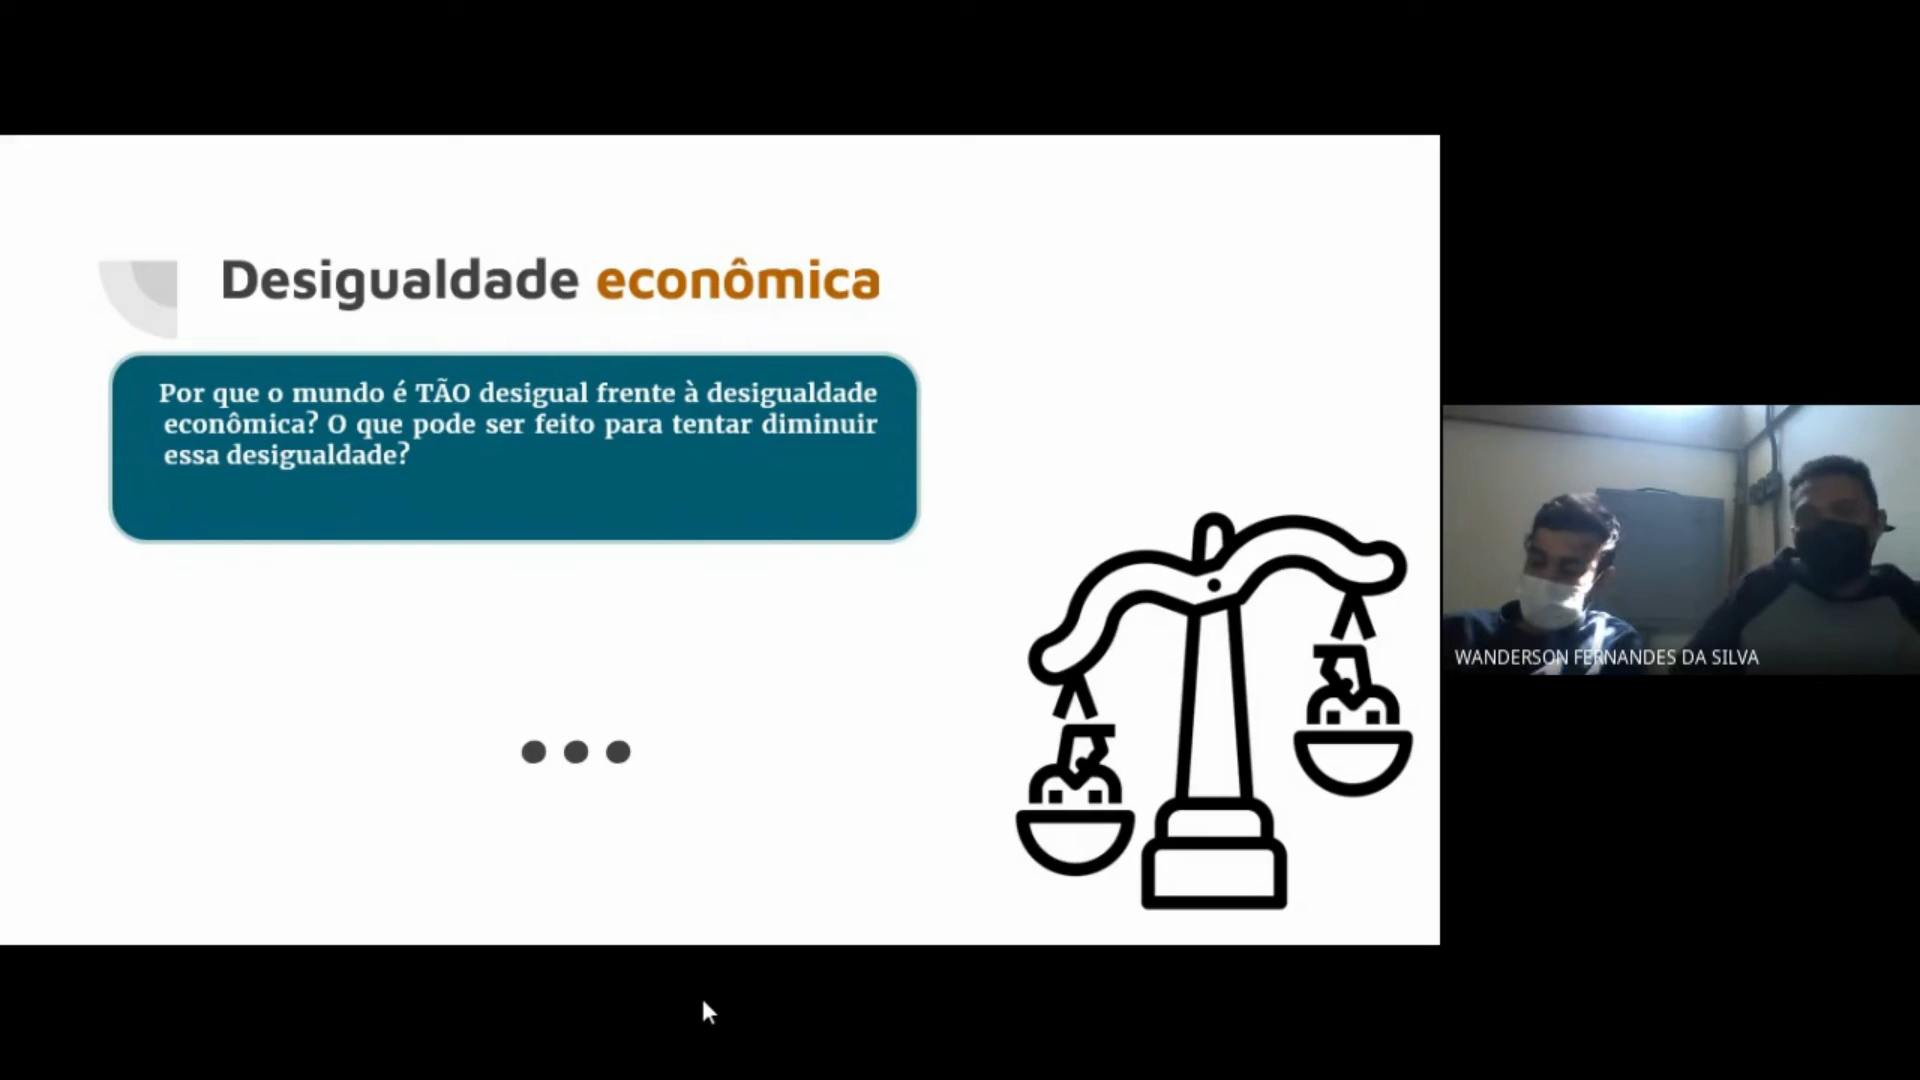 Desigualdade econômica
Por que o mundo é TÃO desigual frente à desigualdade
econômica? O que pode ser feito para tentar diminuir
essa desigualdade?
WANDERSON FERNANDES DA SILVA